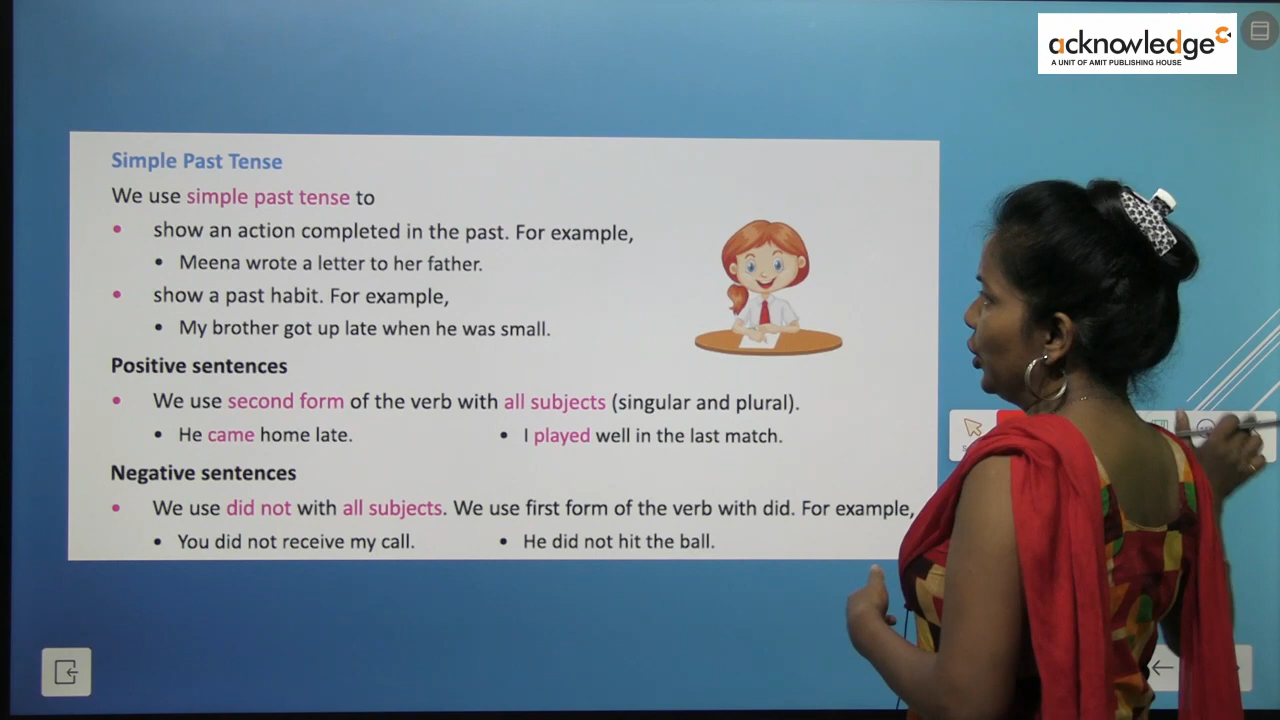 acknowledge
A UNIT OF AMIT PUBLISHING HOUSE
Simple Past Tense
We use simple past tense to
• show an action completed in the past. For example,
• Meena wrote a letter to her father.
• show a past habit. For example,
• My brother got up late when he was small.
Positive sentences
• We use second form of the verb with all subjects (singular and plural).
• He came home late. • I played well in the last match.
Negative sentences
• We use did not with all subjects. We use first form of the verb with did. For example,
• You did not receive my call. • He did not hit the ball.